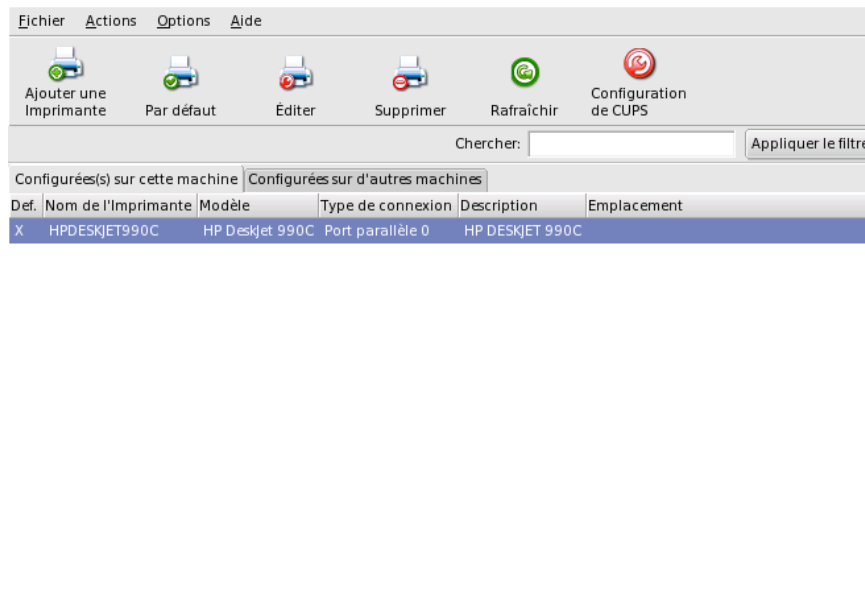 Fichier Actions Options Aide
Ajouter une Imprimante Par défaut Éditer Supprimer Rafraîchir Configuration de CUPS
Chercher: Appliquer le filtre
Configurées(s) sur cette machine Configurées sur d'autres machines
Def. Nom de l'Imprimante Modèle Type de connexion Description Emplacement
X HPDESKJET990C HP DeskJet 990C Port parallèle 0 HP DESKJET 990C